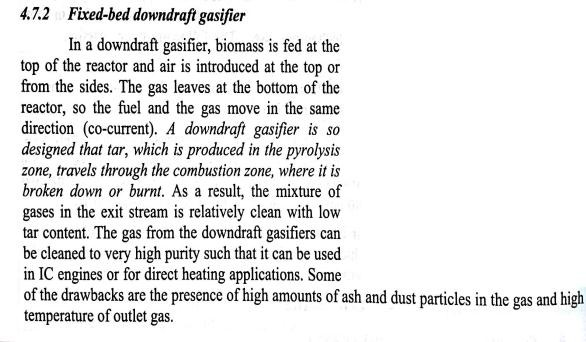 4.7.2 Fixed-bed downdraft gasifier
In a downdraft gasifier, biomass is fed at the
top of the reactor and air is introduced at the top or
from the sides. The gas leaves at the bottom of the
reactor, so the fuel and the gas move in the same
direction (co-current). A downdraft gasifier is so
designed that tar, which is produced in the pyrolysis
zone, travels through the combustion zone, where it is
broken down or burnt. As a result, the mixture of
gases in the exit stream is relatively clean with low
tar content. The gas from the downdraft gasifiers can
be cleaned to very high purity such that it can be used
in IC engines or for direct heating applications. Some
of the drawbacks are the presence of high amounts of ash and dust particles in the gas and high
temperature of outlet gas.